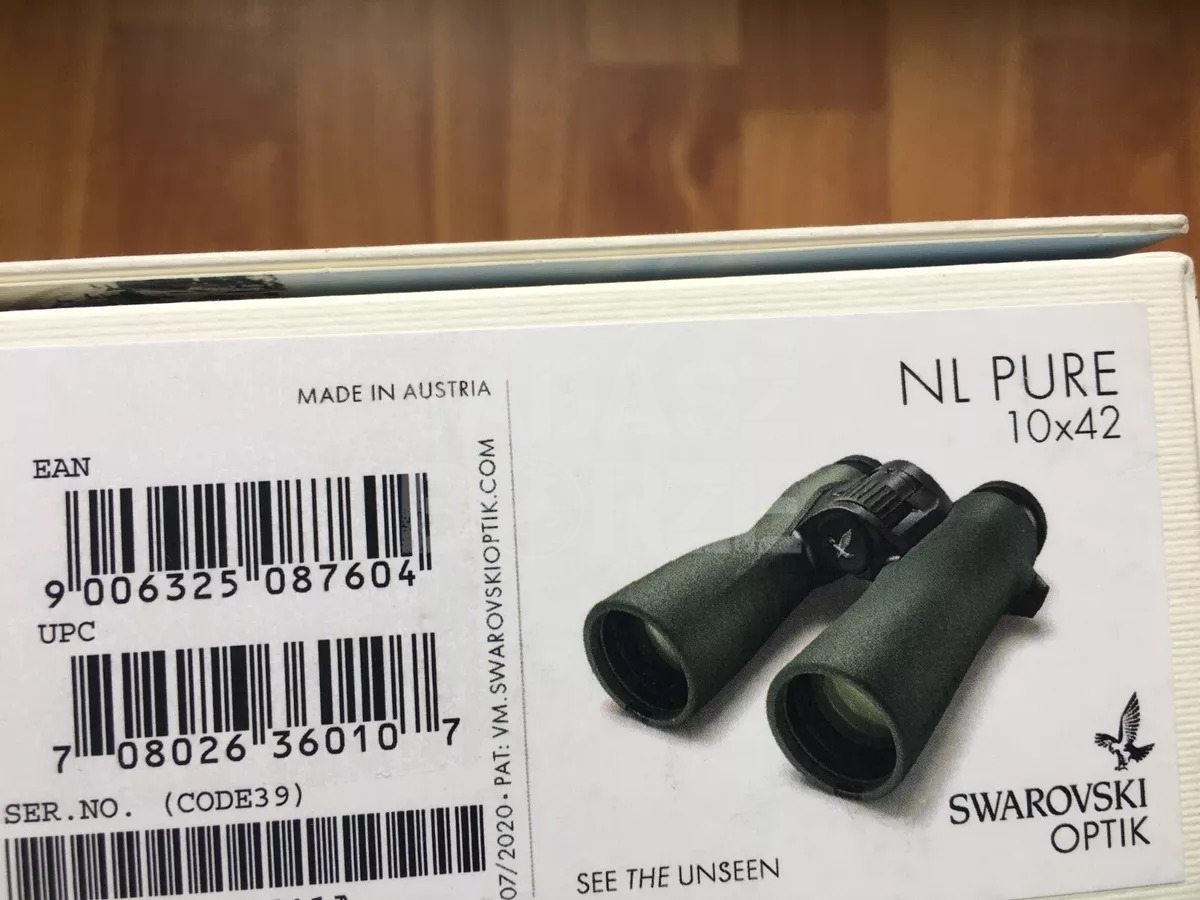 MADE IN AUSTRIA
EAN
9 006325 087604
UPC
7 08026 36010 7
SER.NO. (CODE39)
07/2020 • PAT: VM.SWAROVSKIOPTIK.COM
NL PURE
10x42
SWAROVSKI
OPTIK
SEE THE UNSEEN